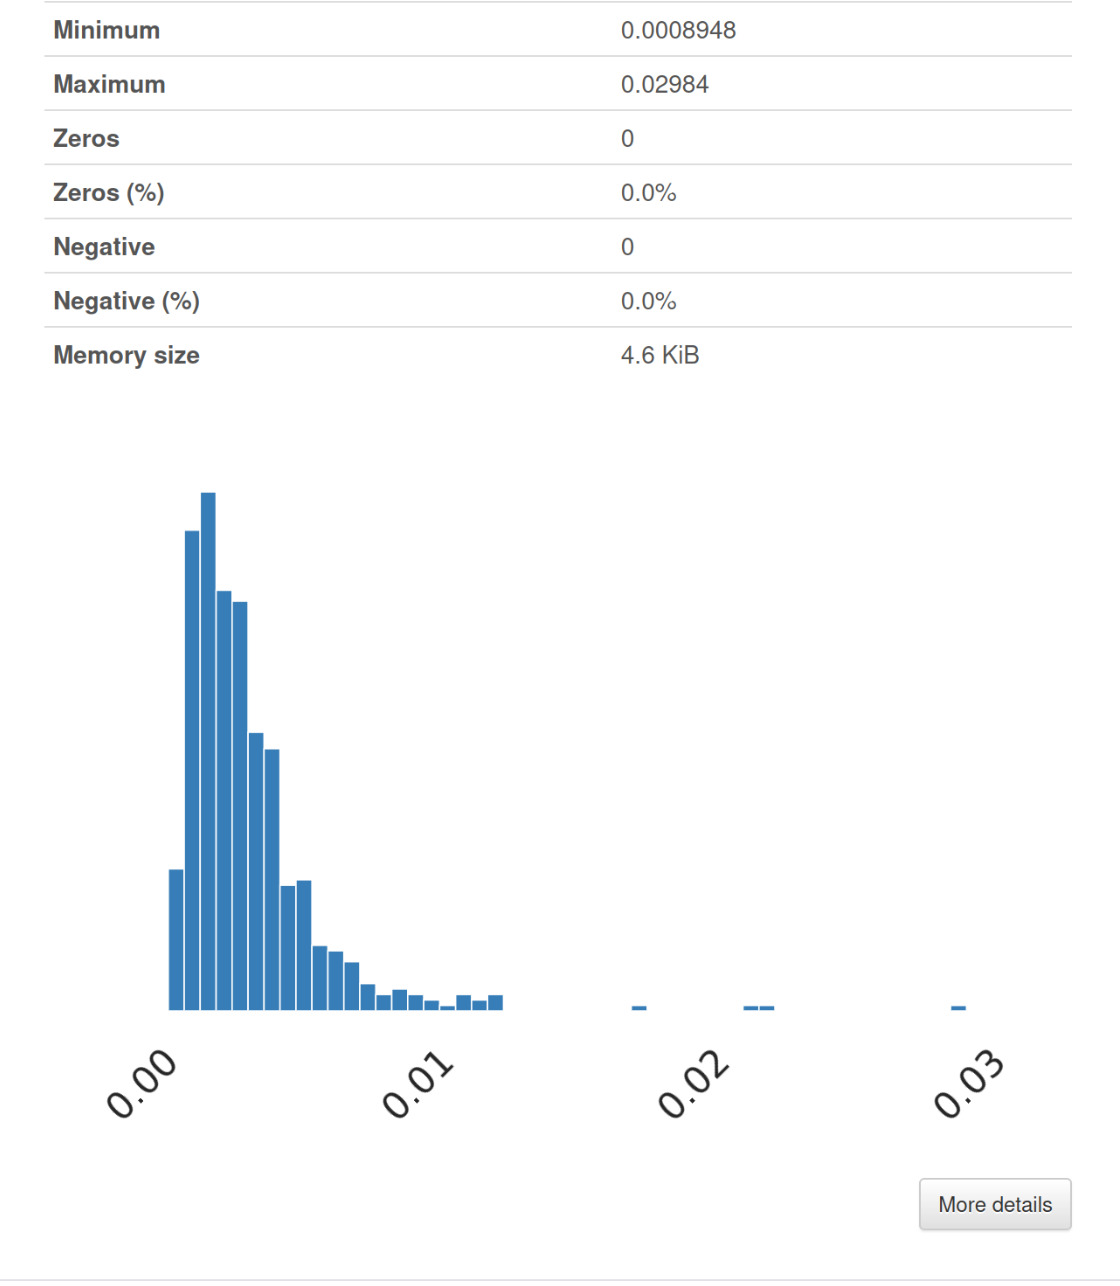 Minimum 0.0008948
Maximum 0.02984
Zeros 0
Zeros (%) 0.0%
Negative 0
Negative (%) 0.0%
Memory size 4.6 KiB
0.00 0.01 0.02 0.03
More details